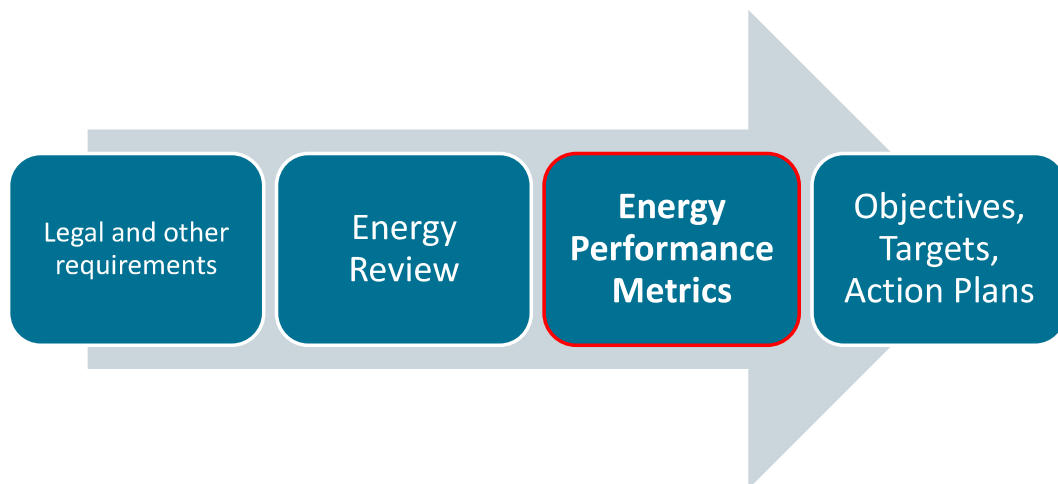 Legal and other
requirements
Energy
Review
Energy
Performance
Metrics
Objectives,
Targets,
Action Plans